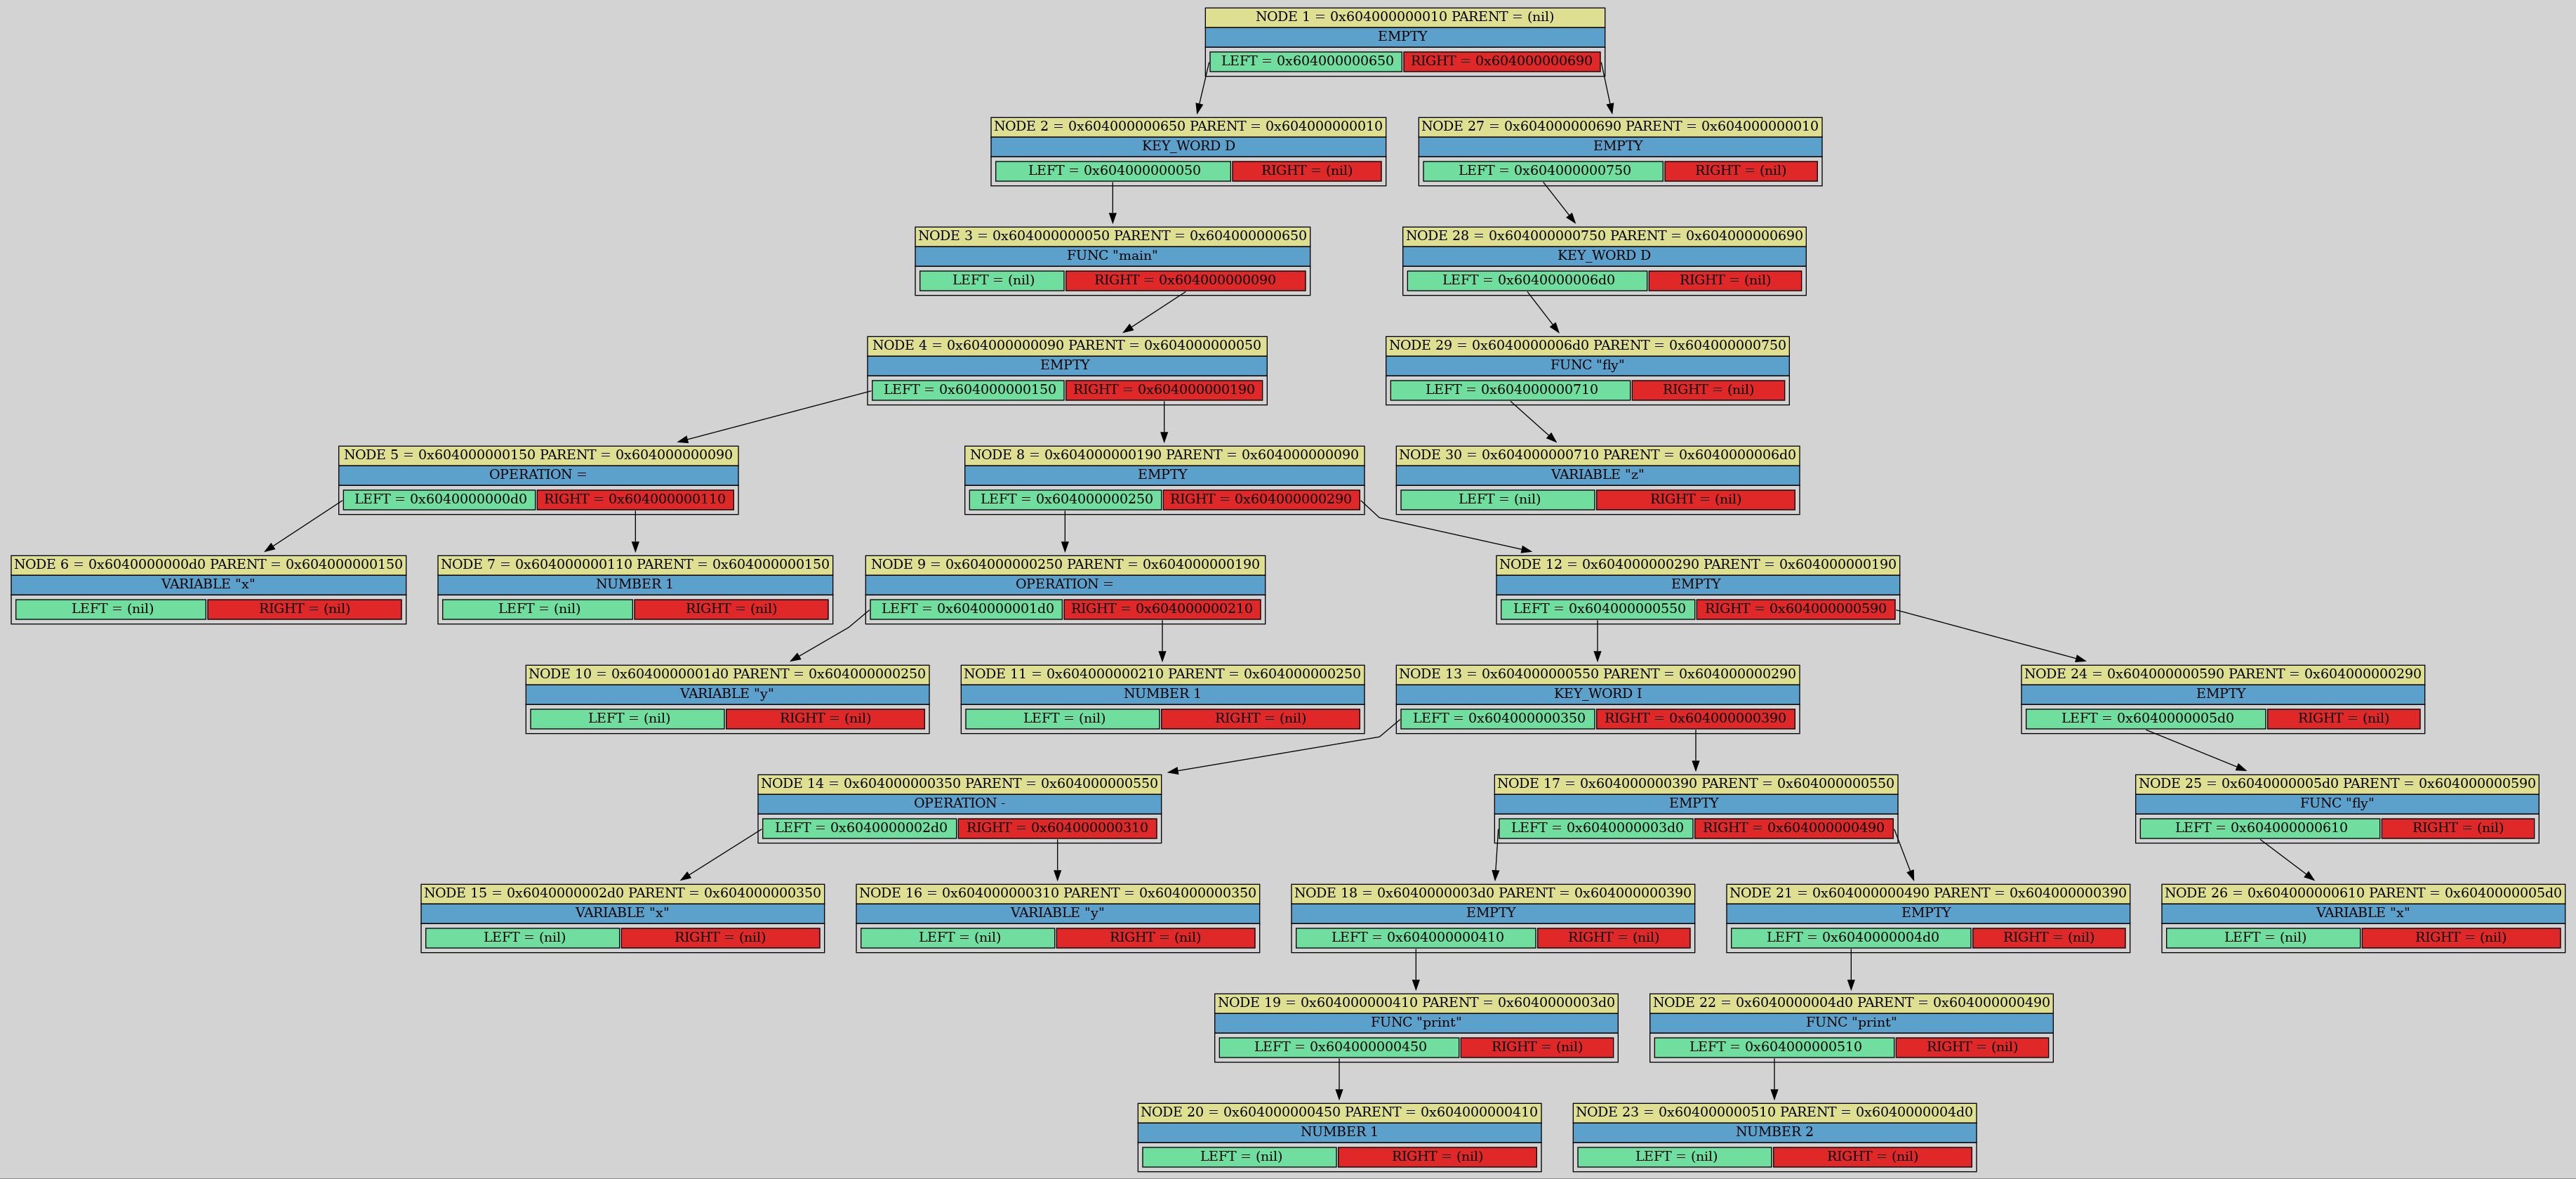 NODE 1 = 0x604000000010 PARENT = (nil)
EMPTY
LEFT = 0x604000000650 RIGHT = 0x604000000690
NODE 2 = 0x604000000650 PARENT = 0x604000000010
KEY_WORD D
LEFT = 0x604000000050 RIGHT = (nil)
NODE 27 = 0x604000000690 PARENT = 0x604000000010
EMPTY
LEFT = 0x604000000750 RIGHT = (nil)
NODE 3 = 0x604000000050 PARENT = 0x604000000650
FUNC "main"
LEFT = (nil) RIGHT = 0x604000000090
NODE 28 = 0x604000000750 PARENT = 0x604000000690
KEY_WORD D
LEFT = 0x6040000006d0 RIGHT = (nil)
NODE 4 = 0x604000000090 PARENT = 0x604000000050
EMPTY
LEFT = 0x604000000150 RIGHT = 0x604000000190
NODE 29 = 0x6040000006d0 PARENT = 0x604000000750
FUNC "fly"
LEFT = 0x604000000710 RIGHT = (nil)
NODE 5 = 0x604000000150 PARENT = 0x604000000090
OPERATION =
LEFT = 0x6040000000d0 RIGHT = 0x604000000110
NODE 8 = 0x604000000190 PARENT = 0x604000000090
EMPTY
LEFT = 0x604000000250 RIGHT = 0x604000000290
NODE 30 = 0x604000000710 PARENT = 0x6040000006d0
VARIABLE "z"
LEFT = (nil) RIGHT = (nil)
NODE 6 = 0x6040000000d0 PARENT = 0x604000000150
VARIABLE "x"
LEFT = (nil) RIGHT = (nil)
NODE 7 = 0x604000000110 PARENT = 0x604000000150
NUMBER 1
LEFT = (nil) RIGHT = (nil)
NODE 9 = 0x604000000250 PARENT = 0x604000000190
OPERATION =
LEFT = 0x6040000001d0 RIGHT = 0x604000000210
NODE 12 = 0x604000000290 PARENT = 0x604000000190
EMPTY
LEFT = 0x604000000550 RIGHT = 0x604000000590
NODE 10 = 0x6040000001d0 PARENT = 0x604000000250
VARIABLE "y"
LEFT = (nil) RIGHT = (nil)
NODE 11 = 0x604000000210 PARENT = 0x604000000250
NUMBER 1
LEFT = (nil) RIGHT = (nil)
NODE 13 = 0x604000000550 PARENT = 0x604000000290
KEY_WORD I
LEFT = 0x604000000350 RIGHT = 0x604000000390
NODE 24 = 0x604000000590 PARENT = 0x604000000290
EMPTY
LEFT = 0x6040000005d0 RIGHT = (nil)
NODE 14 = 0x604000000350 PARENT = 0x604000000550
OPERATION -
LEFT = 0x6040000002d0 RIGHT = 0x604000000310
NODE 17 = 0x604000000390 PARENT = 0x604000000550
EMPTY
LEFT = 0x6040000003d0 RIGHT = 0x604000000490
NODE 25 = 0x6040000005d0 PARENT = 0x604000000590
FUNC "fly"
LEFT = 0x604000000610 RIGHT = (nil)
NODE 15 = 0x6040000002d0 PARENT = 0x604000000350
VARIABLE "x"
LEFT = (nil) RIGHT = (nil)
NODE 16 = 0x604000000310 PARENT = 0x604000000350
VARIABLE "y"
LEFT = (nil) RIGHT = (nil)
NODE 18 = 0x6040000003d0 PARENT = 0x604000000390
EMPTY
LEFT = 0x604000000410 RIGHT = (nil)
NODE 21 = 0x604000000490 PARENT = 0x604000000390
EMPTY
LEFT = 0x6040000004d0 RIGHT = (nil)
NODE 26 = 0x604000000610 PARENT = 0x6040000005d0
VARIABLE "x"
LEFT = (nil) RIGHT = (nil)
NODE 19 = 0x604000000410 PARENT = 0x6040000003d0
FUNC "print"
LEFT = 0x604000000450 RIGHT = (nil)
NODE 22 = 0x6040000004d0 PARENT = 0x604000000490
FUNC "print"
LEFT = 0x604000000510 RIGHT = (nil)
NODE 20 = 0x604000000450 PARENT = 0x604000000410
NUMBER 1
LEFT = (nil) RIGHT = (nil)
NODE 23 = 0x604000000510 PARENT = 0x6040000004d0
NUMBER 2
LEFT = (nil) RIGHT = (nil)